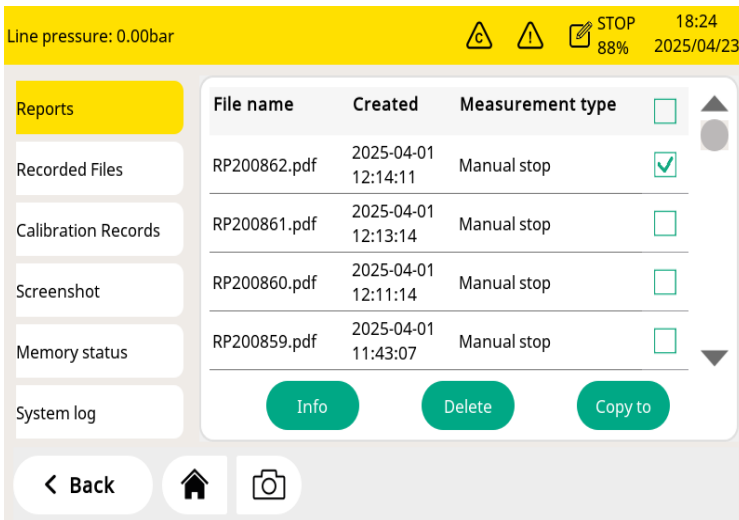 Line pressure: 0.00bar
C
!
STOP
88%
18:24
2025/04/23
Reports
Recorded Files
Calibration Records
Screenshot
Memory status
System log
File name Created Measurement type
RP200862.pdf 2025-04-01 12:14:11 Manual stop
RP200861.pdf 2025-04-01 12:13:14 Manual stop
RP200860.pdf 2025-04-01 12:11:14 Manual stop
RP200859.pdf 2025-04-01 11:43:07 Manual stop
Info Delete Copy to
Back